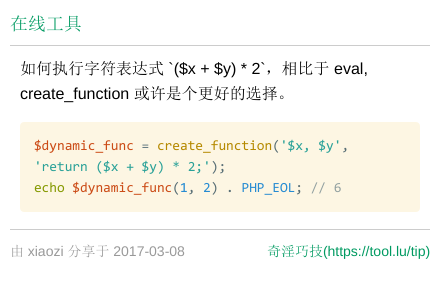 在线工具
如何执行字符表达式 `($x + $y) * 2`，相比于 eval,
create_function 或许是个更好的选择。
$dynamic_func = create_function('$x, $y',
'return ($x + $y) * 2;');
echo $dynamic_func(1, 2) . PHP_EOL; // 6
由 xiaozi 分享于 2017-03-08
奇淫巧技(https://tool.lu/tip)